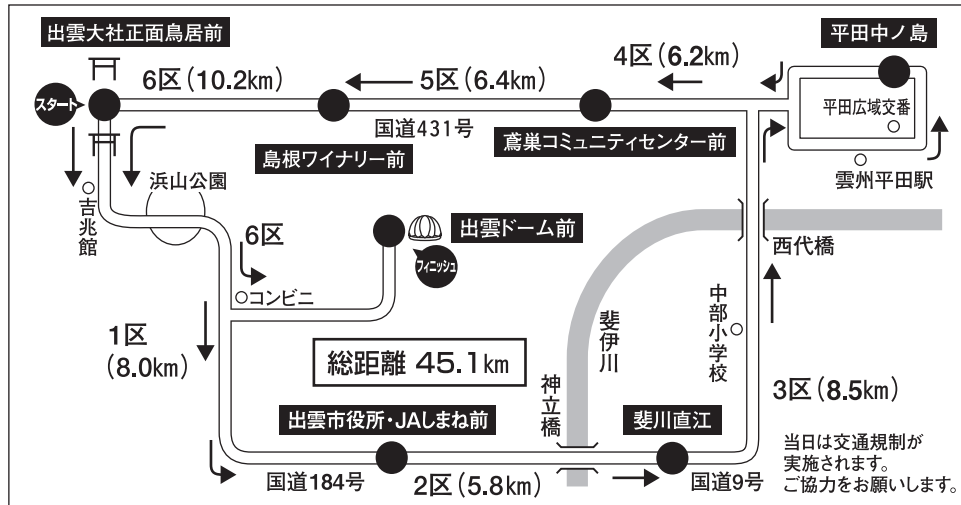 出雲大社正面鳥居前
平田中ノ島
4区(6.2km)
6区(10.2km)
5区(6.4km)
スタート
平田広域交番
国道431号
島根ワイナリー前
鳶巣コミュニティセンター前
雲州平田駅
浜山公園
吉兆館
出雲ドーム前
6区
西代橋
フィニッシュ
コンビニ
中部小学校
斐伊川
1区
(8.0km)
総距離 45.1km
神立橋
3区(8.5km)
出雲市役所・JAしまね前
斐川直江
当日は交通規制が
実施されます。
ご協力をお願いします。
国道184号
2区(5.8km)
国道9号